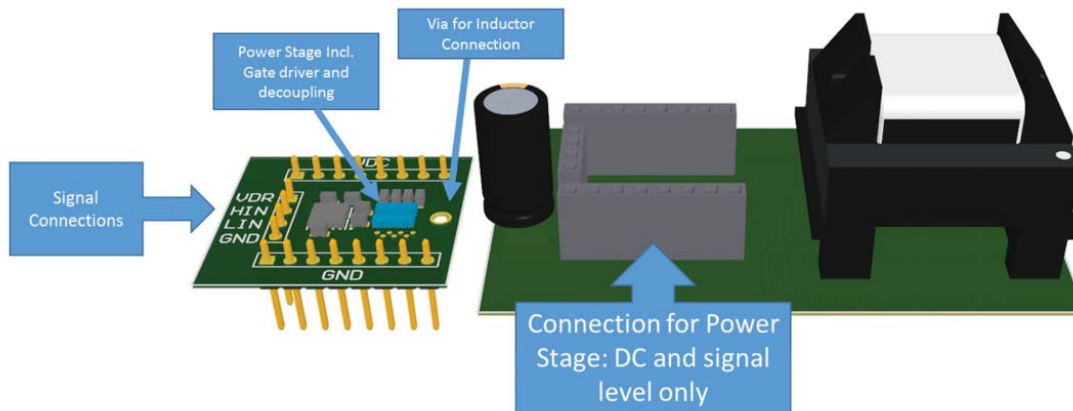 Via for Inductor
Connection
Power Stage Incl.
Gate driver and
decoupling
Signal
Connections
VDC
VDR
HIN
LIN
GND
GND
Connection for Power
Stage: DC and signal
level only